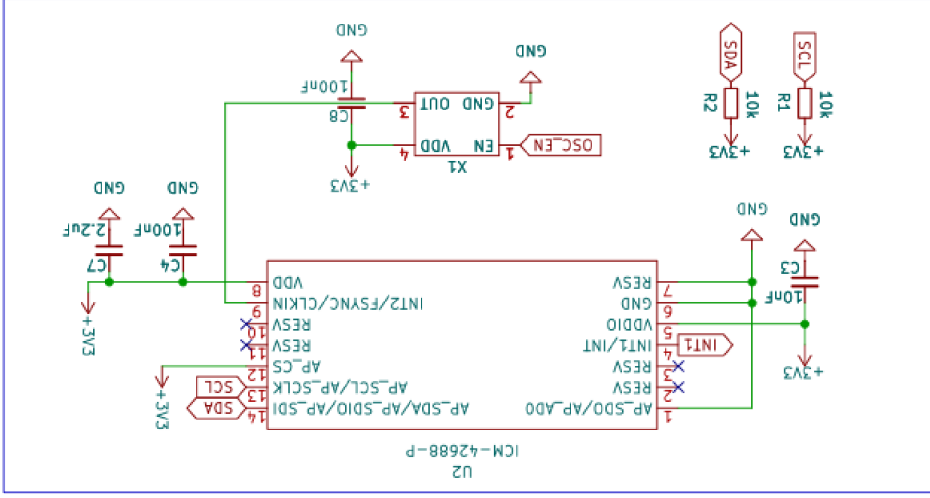 U2
ICM-42688-P
1 AP_SDO/AP_AD0
AP_SDA/AP_SDIO/AP_SDI 14
SDA
2 RESV
AP_SCL/AP_SCLK 13
SCL
3 RESV
AP_CS 12
+3V3
INT1
4 INT1/INT
RESV 11
5 VDDIO
RESV 10
6 GND
INT2/FSYNC/CLKIN 9
7 RESV
VDD 8
+3V3
+3V3
C3
10nF
GND
GND
C4
100nF
GND
C7
2.2uF
GND
+3V3
X1
OSC_EN
1 EN
VDD 4
2 GND
OUT 3
GND
C8
100nF
GND
+3V3
R1
10k
SCL
+3V3
R2
10k
SDA